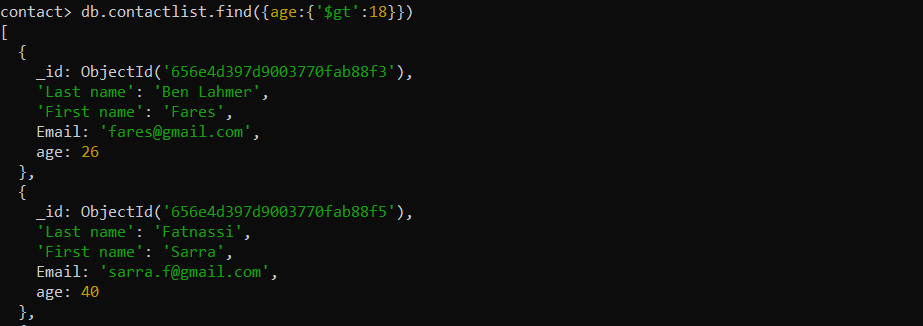 contact> db.contactlist.find({age:{'$gt':18}})
[
  {
    _id: ObjectId('656e4d397d9003770fab88f3'),
    'Last name': 'Ben Lahmer',
    'First name': 'Fares',
    Email: 'fares@gmail.com',
    age: 26
  },
  {
    _id: ObjectId('656e4d397d9003770fab88f5'),
    'Last name': 'Fatnassi',
    'First name': 'Sarra',
    Email: 'sarra.f@gmail.com',
    age: 40
  },